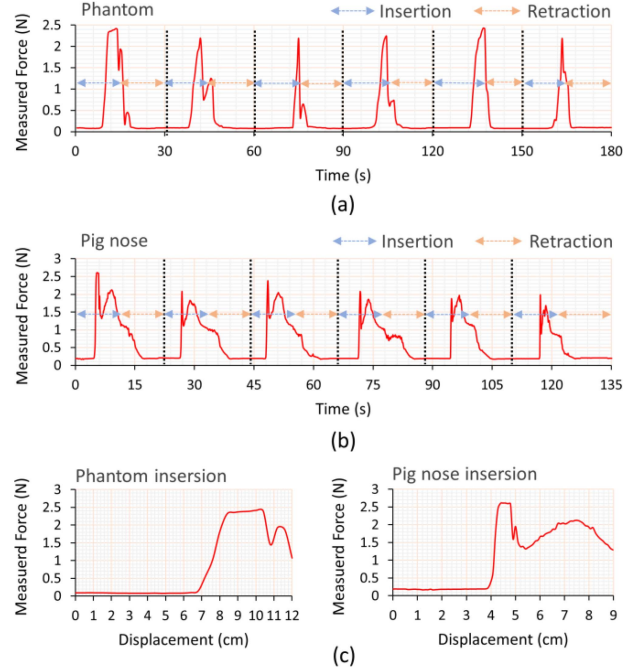 Phantom
Insertion
Retraction
Measured Force (N)
2.5
2
1.5
1
0.5
0
0 30 60 90 120 150 180
Time (s)
(a)
Pig nose
Insertion
Retraction
Measured Force (N)
3
2.5
2
1.5
1
0.5
0
0 15 30 45 60 75 90 105 120 135
Time (s)
(b)
Phantom insersion
Measuerd Force (N)
3
2.5
2
1.5
1
0.5
0
0 1 2 3 4 5 6 7 8 9 10 11 12
Displacement (cm)
Pig nose insersion
Measuerd Force (N)
3
2.5
2
1.5
1
0.5
0
0 1 2 3 4 5 6 7 8 9
Displacement (cm)
(c)